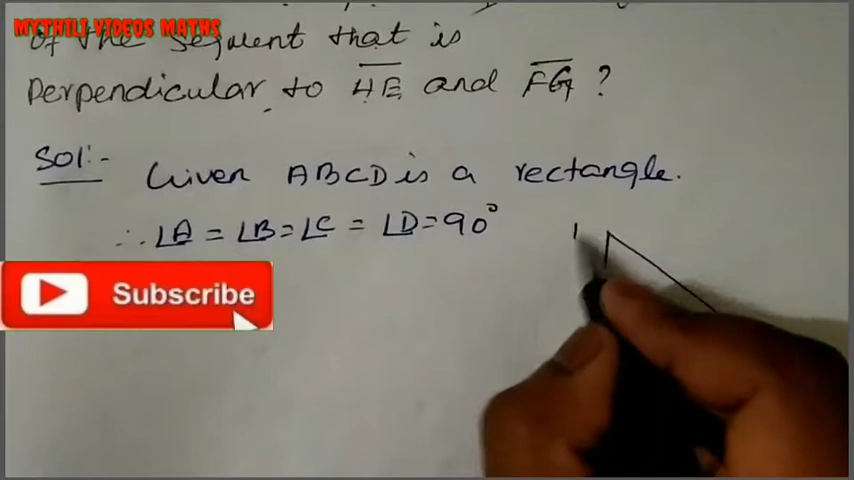 MYTHILI VIDEOS MATHS
of the segment that is
Perpendicular to HE and FG ?
Sol:- Given ABCD is a rectangle.
∴ ∠A = ∠B = ∠C = ∠D = 90°
Subscribe